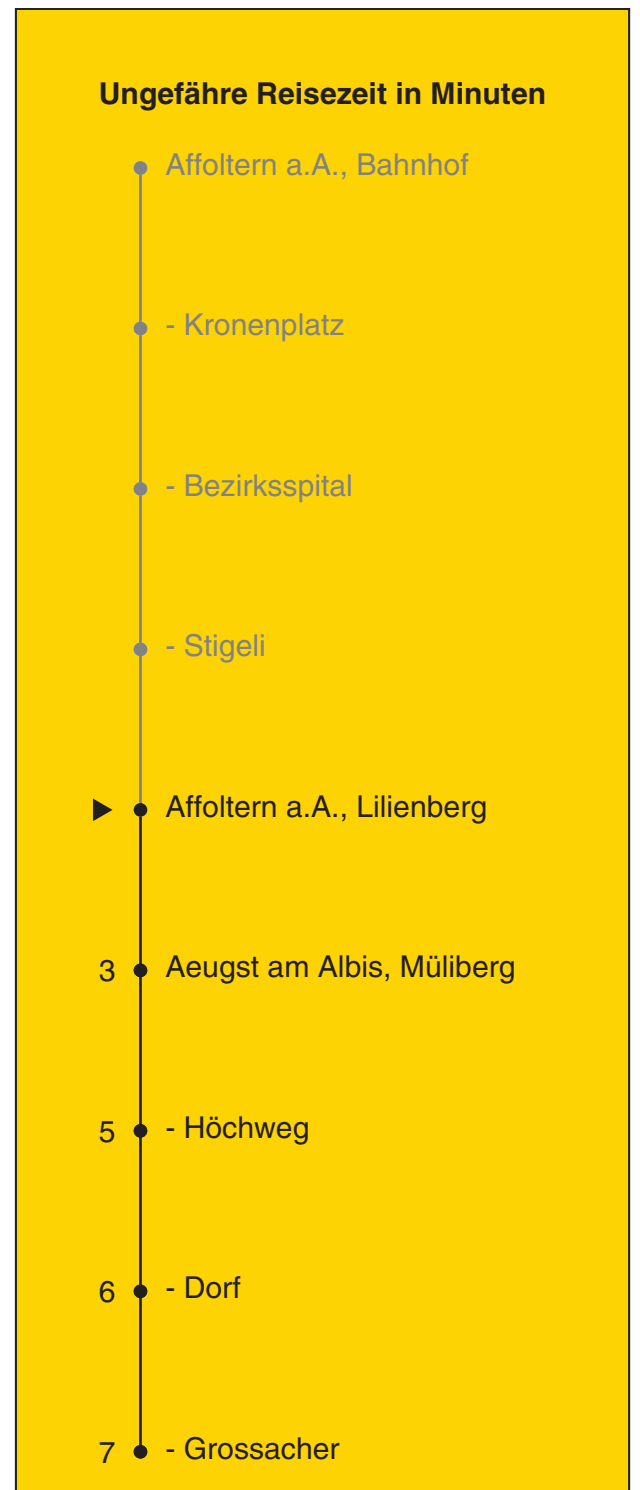 Ungefähre Reisezeit in Minuten
Affoltern a.A., Bahnhof
- Kronenplatz
- Bezirksspital
- Stigeli
Affoltern a.A., Lilienberg
3 Aeugst am Albis, Müliberg
5 - Höchweg
6 - Dorf
7 - Grossacher